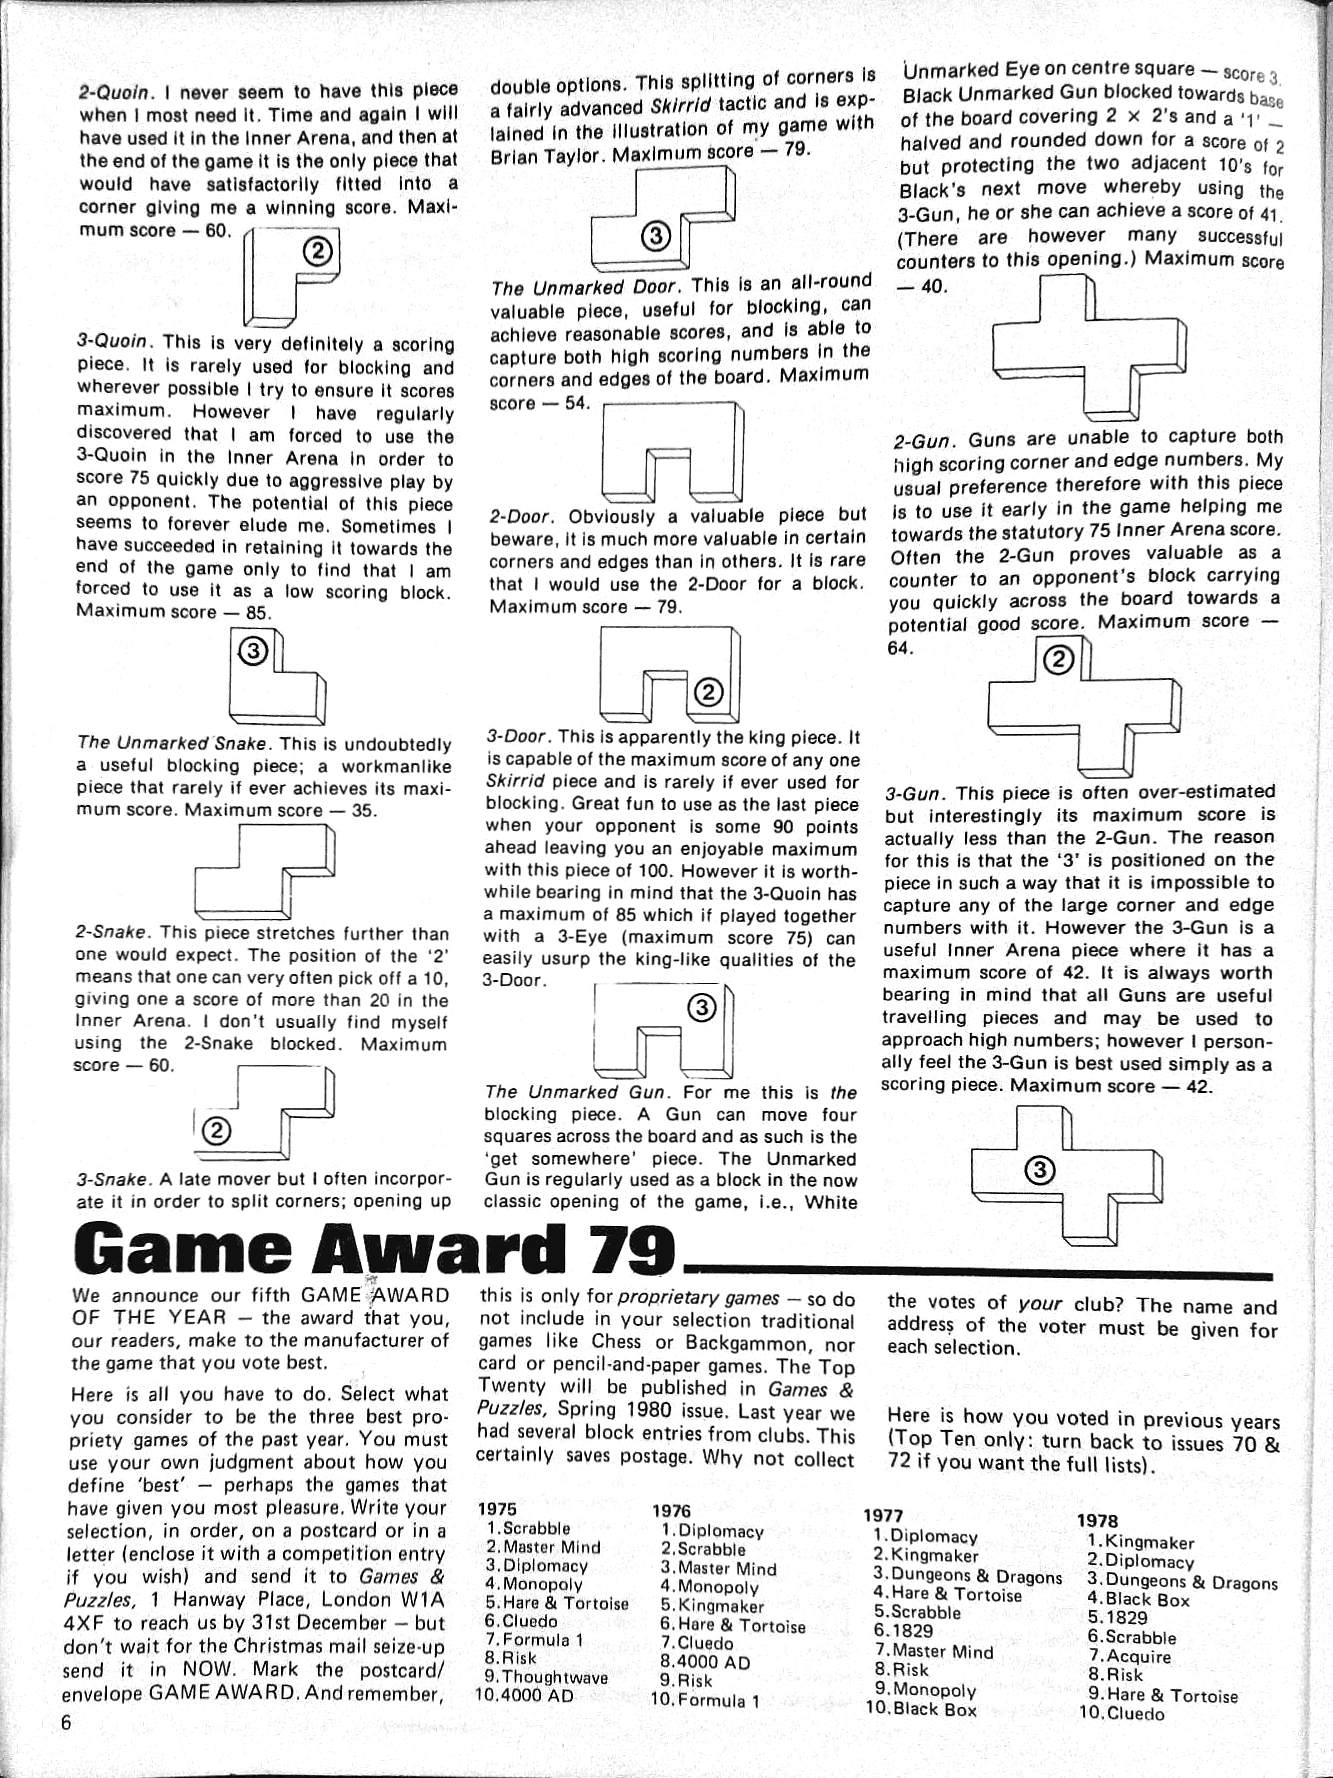 2-Quoin. I never seem to have this piece
when I most need it. Time and again I will
have used it in the Inner Arena, and then at
the end of the game it is the only piece that
would have satisfactorily fitted into a
corner giving me a winning score. Maxi-
mum score — 60.
2
3-Quoin. This is very definitely a scoring
piece. It is rarely used for blocking and
wherever possible I try to ensure it scores
maximum. However I have regularly
discovered that I am forced to use the
3-Quoin in the Inner Arena in order to
score 75 quickly due to aggressive play by
an opponent. The potential of this piece
seems to forever elude me. Sometimes I
have succeeded in retaining it towards the
end of the game only to find that I am
forced to use it as a low scoring block.
Maximum score — 85.
3
The Unmarked Snake. This is undoubtedly
a useful blocking piece; a workmanlike
piece that rarely if ever achieves its maxi-
mum score. Maximum score — 35.
2-Snake. This piece stretches further than
one would expect. The position of the '2'
means that one can very often pick off a 10,
giving one a score of more than 20 in the
Inner Arena. I don't usually find myself
using the 2-Snake blocked. Maximum
score — 60.
2
3-Snake. A late mover but I often incorpor-
ate it in order to split corners; opening up
double options. This splitting of corners is
a fairly advanced Skirrid tactic and is exp-
lained in the illustration of my game with
Brian Taylor. Maximum score — 79.
3
The Unmarked Door. This is an all-round
valuable piece, useful for blocking, can
achieve reasonable scores, and is able to
capture both high scoring numbers in the
corners and edges of the board. Maximum
score — 54.
2-Door. Obviously a valuable piece but
beware, it is much more valuable in certain
corners and edges than in others. It is rare
that I would use the 2-Door for a block.
Maximum score — 79.
2
3-Door. This is apparently the king piece. It
is capable of the maximum score of any one
Skirrid piece and is rarely if ever used for
blocking. Great fun to use as the last piece
when your opponent is some 90 points
ahead leaving you an enjoyable maximum
with this piece of 100. However it is worth-
while bearing in mind that the 3-Quoin has
a maximum of 85 which if played together
with a 3-Eye (maximum score 75) can
easily usurp the king-like qualities of the
3-Door.
3
The Unmarked Gun. For me this is the
blocking piece. A Gun can move four
squares across the board and as such is the
'get somewhere' piece. The Unmarked
Gun is regularly used as a block in the now
classic opening of the game, i.e., White
Unmarked Eye on centre square — score 3.
Black Unmarked Gun blocked towards base
of the board covering 2 × 2's and a '1' —
halved and rounded down for a score of 2
but protecting the two adjacent 10's for
Black's next move whereby using the
3-Gun, he or she can achieve a score of 41.
(There are however many successful
counters to this opening.) Maximum score
— 40.
2-Gun. Guns are unable to capture both
high scoring corner and edge numbers. My
usual preference therefore with this piece
is to use it early in the game helping me
towards the statutory 75 Inner Arena score.
Often the 2-Gun proves valuable as a
counter to an opponent's block carrying
you quickly across the board towards a
potential good score. Maximum score —
64.
2
3-Gun. This piece is often over-estimated
but interestingly its maximum score is
actually less than the 2-Gun. The reason
for this is that the '3' is positioned on the
piece in such a way that it is impossible to
capture any of the large corner and edge
numbers with it. However the 3-Gun is a
useful Inner Arena piece where it has a
maximum score of 42. It is always worth
bearing in mind that all Guns are useful
travelling pieces and may be used to
approach high numbers; however I person-
ally feel the 3-Gun is best used simply as a
scoring piece. Maximum score — 42.
3
Game Award 79
We announce our fifth GAME AWARD
OF THE YEAR — the award that you,
our readers, make to the manufacturer of
the game that you vote best.
Here is all you have to do. Select what
you consider to be the three best pro-
priety games of the past year. You must
use your own judgment about how you
define 'best' — perhaps the games that
have given you most pleasure. Write your
selection, in order, on a postcard or in a
letter (enclose it with a competition entry
if you wish) and send it to Games &
Puzzles, 1 Hanway Place, London W1A
4XF to reach us by 31st December — but
don't wait for the Christmas mail seize-up
send it in NOW. Mark the postcard/
envelope GAME AWARD. And remember,
this is only for proprietary games — so do
not include in your selection traditional
games like Chess or Backgammon, nor
card or pencil-and-paper games. The Top
Twenty will be published in Games &
Puzzles, Spring 1980 issue. Last year we
had several block entries from clubs. This
certainly saves postage. Why not collect
the votes of your club? The name and
address of the voter must be given for
each selection.
Here is how you voted in previous years
(Top Ten only: turn back to issues 70 &
72 if you want the full lists).
1975
1.Scrabble
2.Master Mind
3.Diplomacy
4.Monopoly
5.Hare & Tortoise
6.Cluedo
7.Formula 1
8.Risk
9.Thoughtwave
10.4000 AD
1976
1.Diplomacy
2.Scrabble
3.Master Mind
4.Monopoly
5.Kingmaker
6.Hare & Tortoise
7.Cluedo
8.4000 AD
9.Risk
10.Formula 1
1977
1.Diplomacy
2.Kingmaker
3.Dungeons & Dragons
4.Hare & Tortoise
5.Scrabble
6.1829
7.Master Mind
8.Risk
9.Monopoly
10.Black Box
1978
1.Kingmaker
2.Diplomacy
3.Dungeons & Dragons
4.Black Box
5.1829
6.Scrabble
7.Acquire
8.Risk
9.Hare & Tortoise
10.Cluedo
6